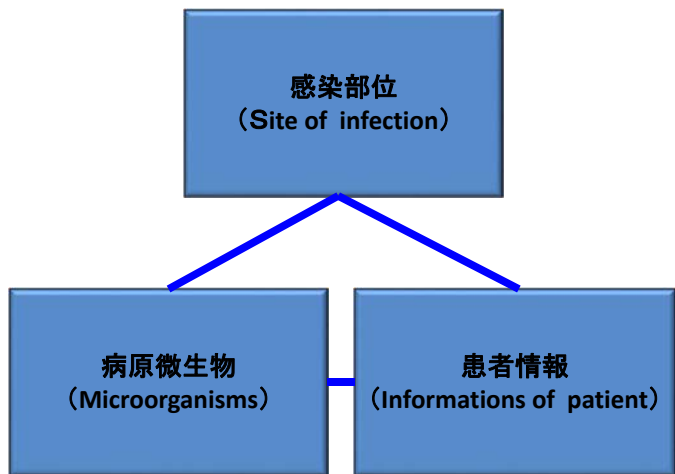 感染部位
（Site of infection）
病原微生物
（Microorganisms）
患者情報
（Informations of patient）